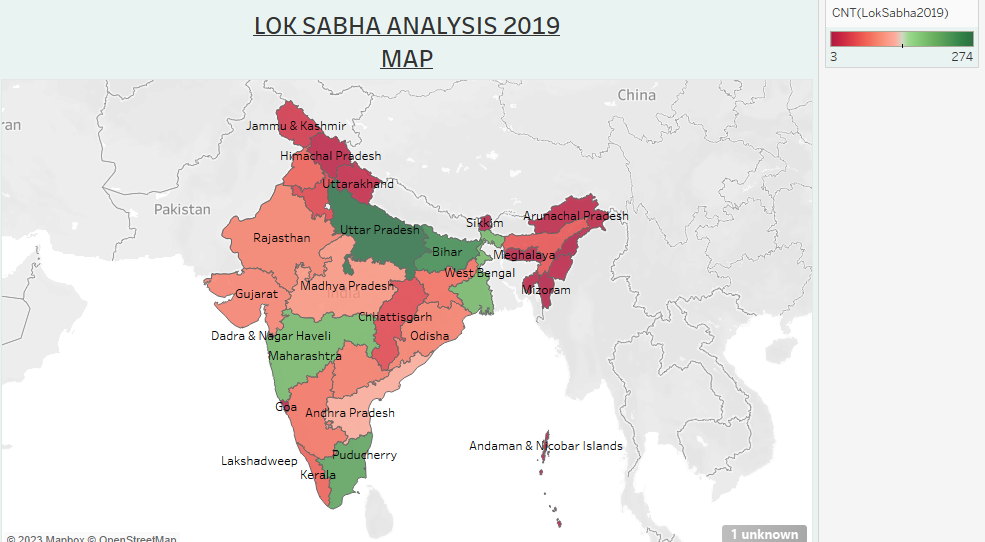 LOK SABHA ANALYSIS 2019
MAP
CNT(LokSabha2019)
3 274
China
ran
Jammu & Kashmir
Himachal Pradesh
Uttarakhand
Pakistan
Sikkim
Arunachal Pradesh
Uttar Pradesh
Rajasthan
Bihar
Meghalaya
West Bengal
Madhya Pradesh
India
Gujarat
Mizoram
Chhattisgarh
Dadra & Nagar Haveli
Odisha
Maharashtra
Goa
Andhra Pradesh
Andaman & Nicobar Islands
Puducherry
Lakshadweep
Kerala
1 unknown
© 2023 Mapbox © OpenStreetMap